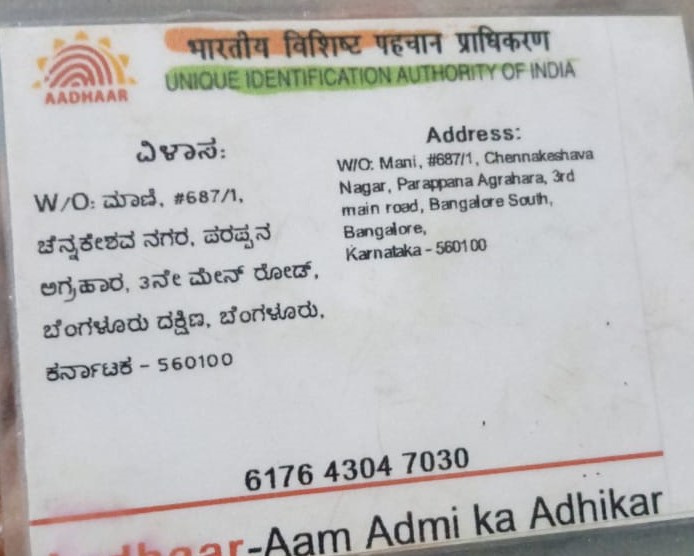 भारतीय विशिष्ट पहचान प्राधिकरण
UNIQUE IDENTIFICATION AUTHORITY OF INDIA
AADHAAR
ವಿಳಾಸ:
W/O: ಮಾಣಿ, #687/1,
ಚೆನ್ನಕೇಶವ ನಗರ, ಪರಪ್ಪನ
ಅಗ್ರಹಾರ, 3ನೇ ಮೇನ್ ರೋಡ್,
ಬೆಂಗಳೂರು ದಕ್ಷಿಣ, ಬೆಂಗಳೂರು,
ಕರ್ನಾಟಕ – 560100
Address:
W/O: Mani, #687/1, Chennakeshava
Nagar, Parappana Agrahara, 3rd
main road, Bangalore South,
Bangalore,
Karnataka - 560100
6176 4304 7030
-Aam Admi ka Adhikar